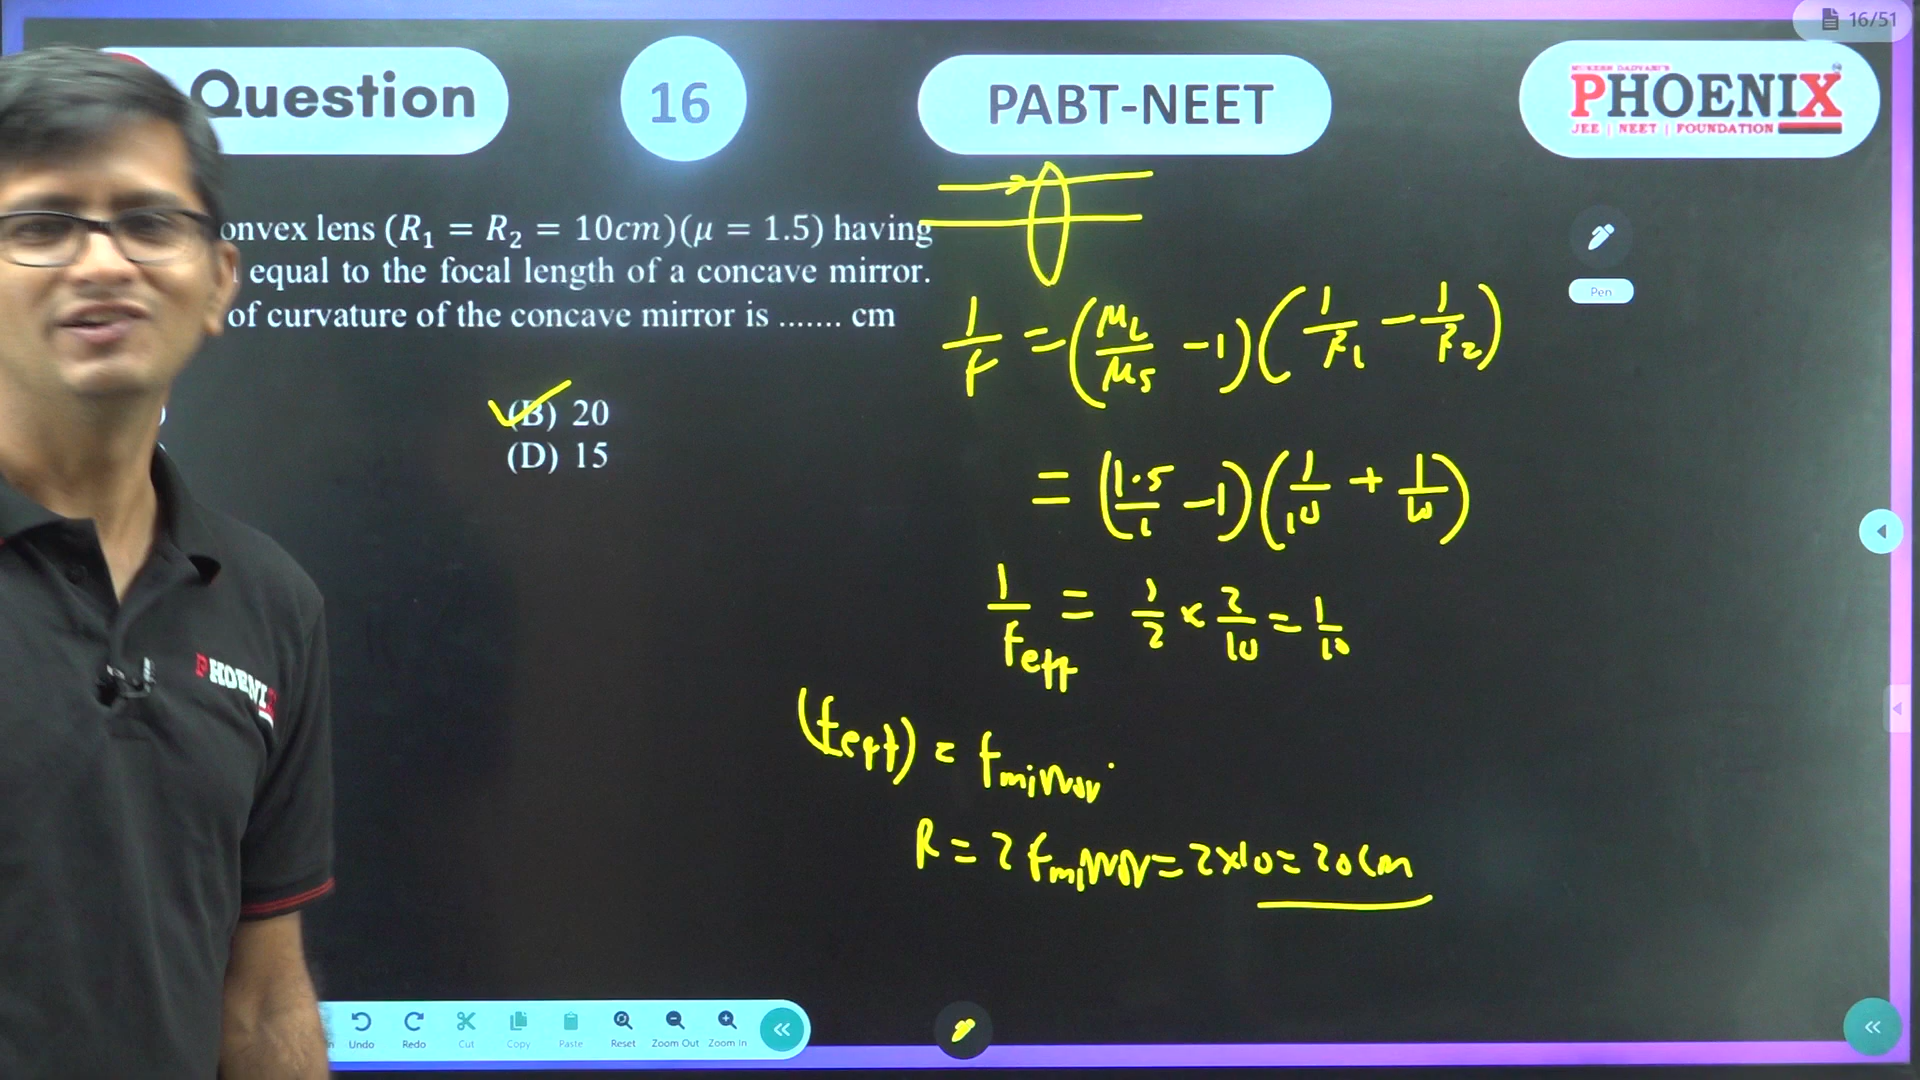 16/51
Question
16
PABT-NEET
MUKESH DADVANI'S
PHOENIX
JEE | NEET | FOUNDATION
onvex lens (R₁ = R₂ = 10cm)(μ = 1.5) having
equal to the focal length of a concave mirror.
of curvature of the concave mirror is ....... cm
(B) 20
(D) 15
Pen
1/f = (μL/μs - 1)(1/R₁ - 1/R₂)
= (1.5/1 - 1)(1/10 + 1/10)
1/feff = 1/2 × 2/10 = 1/10
(feff) = fmirror
R = 2 fmirror = 2×10 = 20cm
PHOENIX
Undo
Redo
Cut
Copy
Paste
Reset
Zoom Out
Zoom In